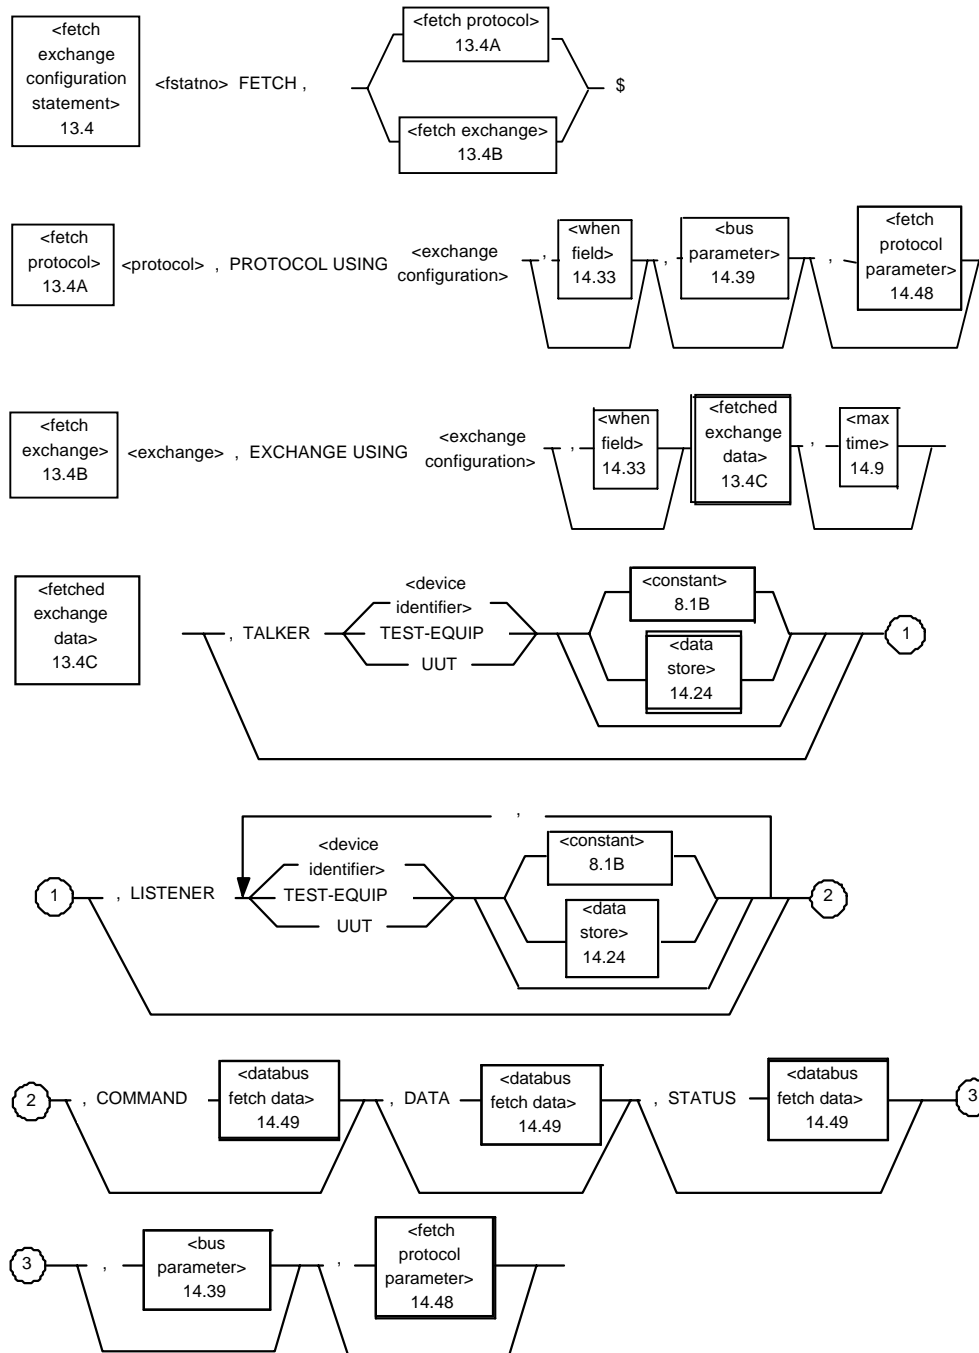 <fetch
exchange
configuration
statement>
13.4
<fstatno> FETCH ,
<fetch protocol>
13.4A
<fetch exchange>
13.4B
$
<fetch
protocol>
13.4A
<protocol> , PROTOCOL USING
<exchange
configuration>
,
<when
field>
14.33
,
<bus
parameter>
14.39
,
<fetch
protocol
parameter>
14.48
<fetch
exchange>
13.4B
<exchange> , EXCHANGE USING
<exchange
configuration>
,
<when
field>
14.33
<fetched
exchange
data>
13.4C
,
<max
time>
14.9
<fetched
exchange
data>
13.4C
, TALKER
<device
identifier>
TEST-EQUIP
UUT
<constant>
8.1B
<data
store>
14.24
1
1
, LISTENER
,
<device
identifier>
TEST-EQUIP
UUT
<constant>
8.1B
<data
store>
14.24
2
2
, COMMAND
<databus
fetch data>
14.49
, DATA
<databus
fetch data>
14.49
, STATUS
<databus
fetch data>
14.49
3
3
,
<bus
parameter>
14.39
,
<fetch
protocol
parameter>
14.48